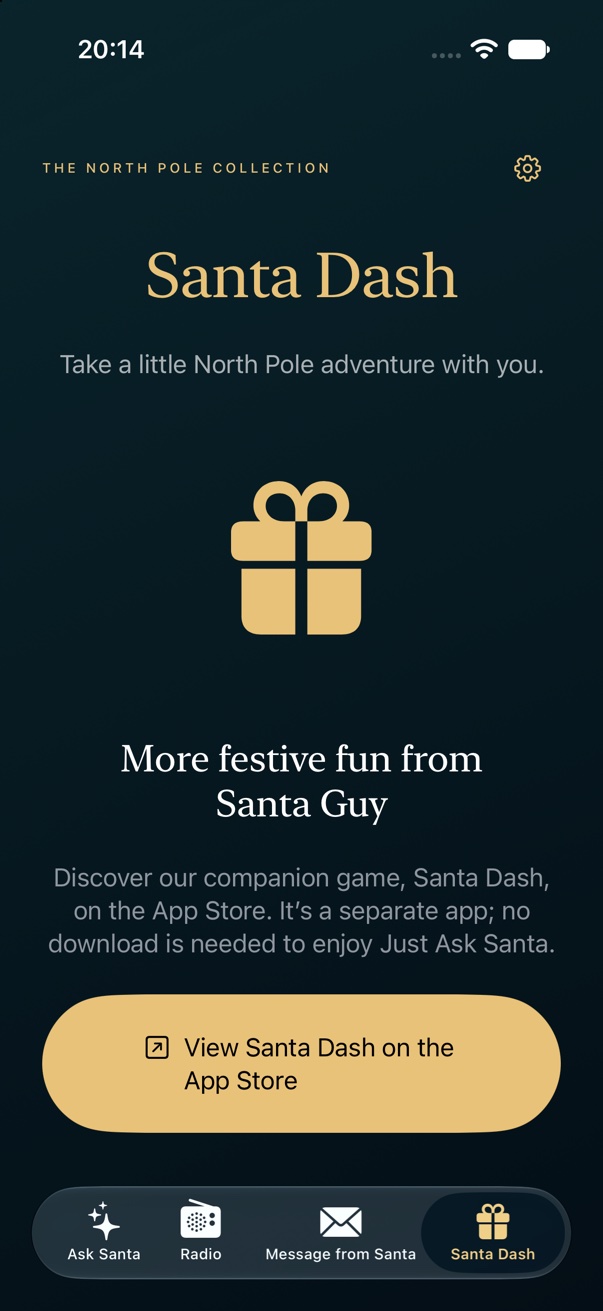 20:14
THE NORTH POLE COLLECTION
Santa Dash
Take a little North Pole adventure with you.
More festive fun from
Santa Guy
Discover our companion game, Santa Dash,
on the App Store. It’s a separate app; no
download is needed to enjoy Just Ask Santa.
View Santa Dash on the
App Store
Ask Santa
Radio
Message from Santa
Santa Dash